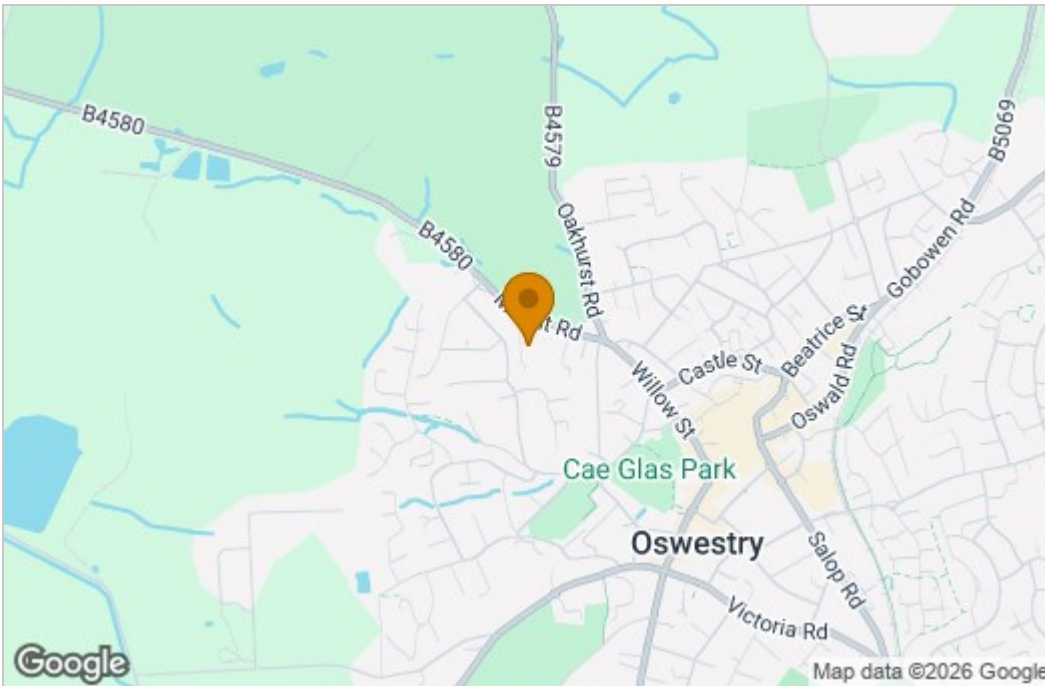 B4580
B4579
B5069
B4580
Oakhurst Rd
Gobowen Rd
Beatrice St
Castle St
Oswald Rd
Willow St
Cae Glas Park
Oswestry
Salop Rd
Victoria Rd
Google
Map data ©2026 Google